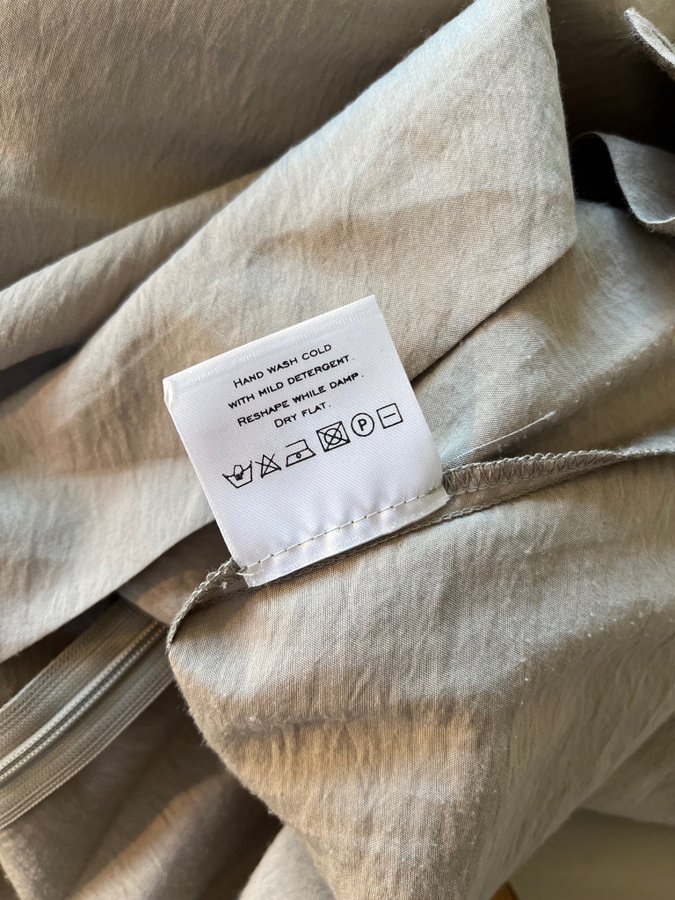 HAND WASH COLD
WITH MILD DETERGENT.
RESHAPE WHILE DAMP.
DRY FLAT.
P